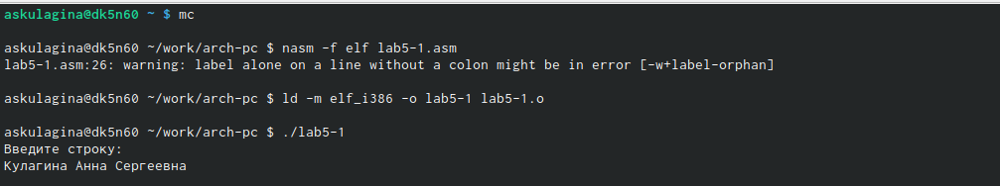 askulagina@dk5n60 ~ $ mc
askulagina@dk5n60 ~/work/arch-pc $ nasm -f elf lab5-1.asm
lab5-1.asm:26: warning: label alone on a line without a colon might be in error [-w+label-orphan]
askulagina@dk5n60 ~/work/arch-pc $ ld -m elf_i386 -o lab5-1 lab5-1.o
askulagina@dk5n60 ~/work/arch-pc $ ./lab5-1
Введите строку:
Кулагина Анна Сергеевна